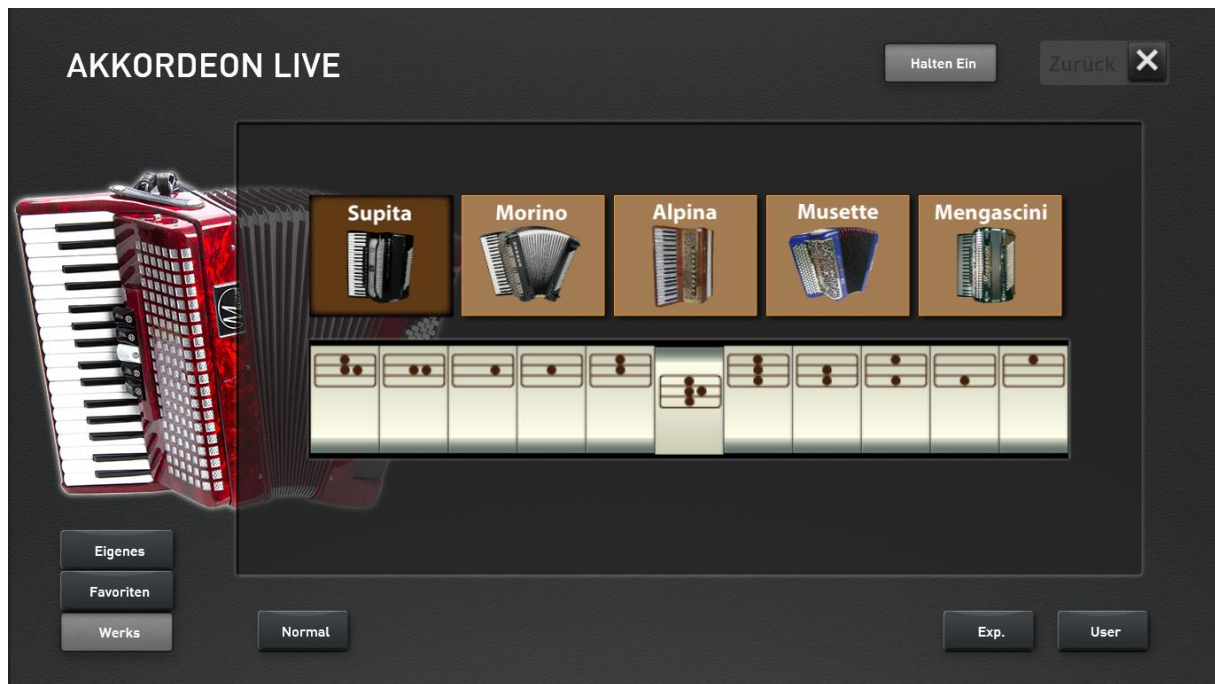 AKKORDEON LIVE
Halten Ein
Zurück
Supita
Morino
Alpina
Musette
Mengascini
Eigenes
Favoriten
Werks
Normal
Exp.
User